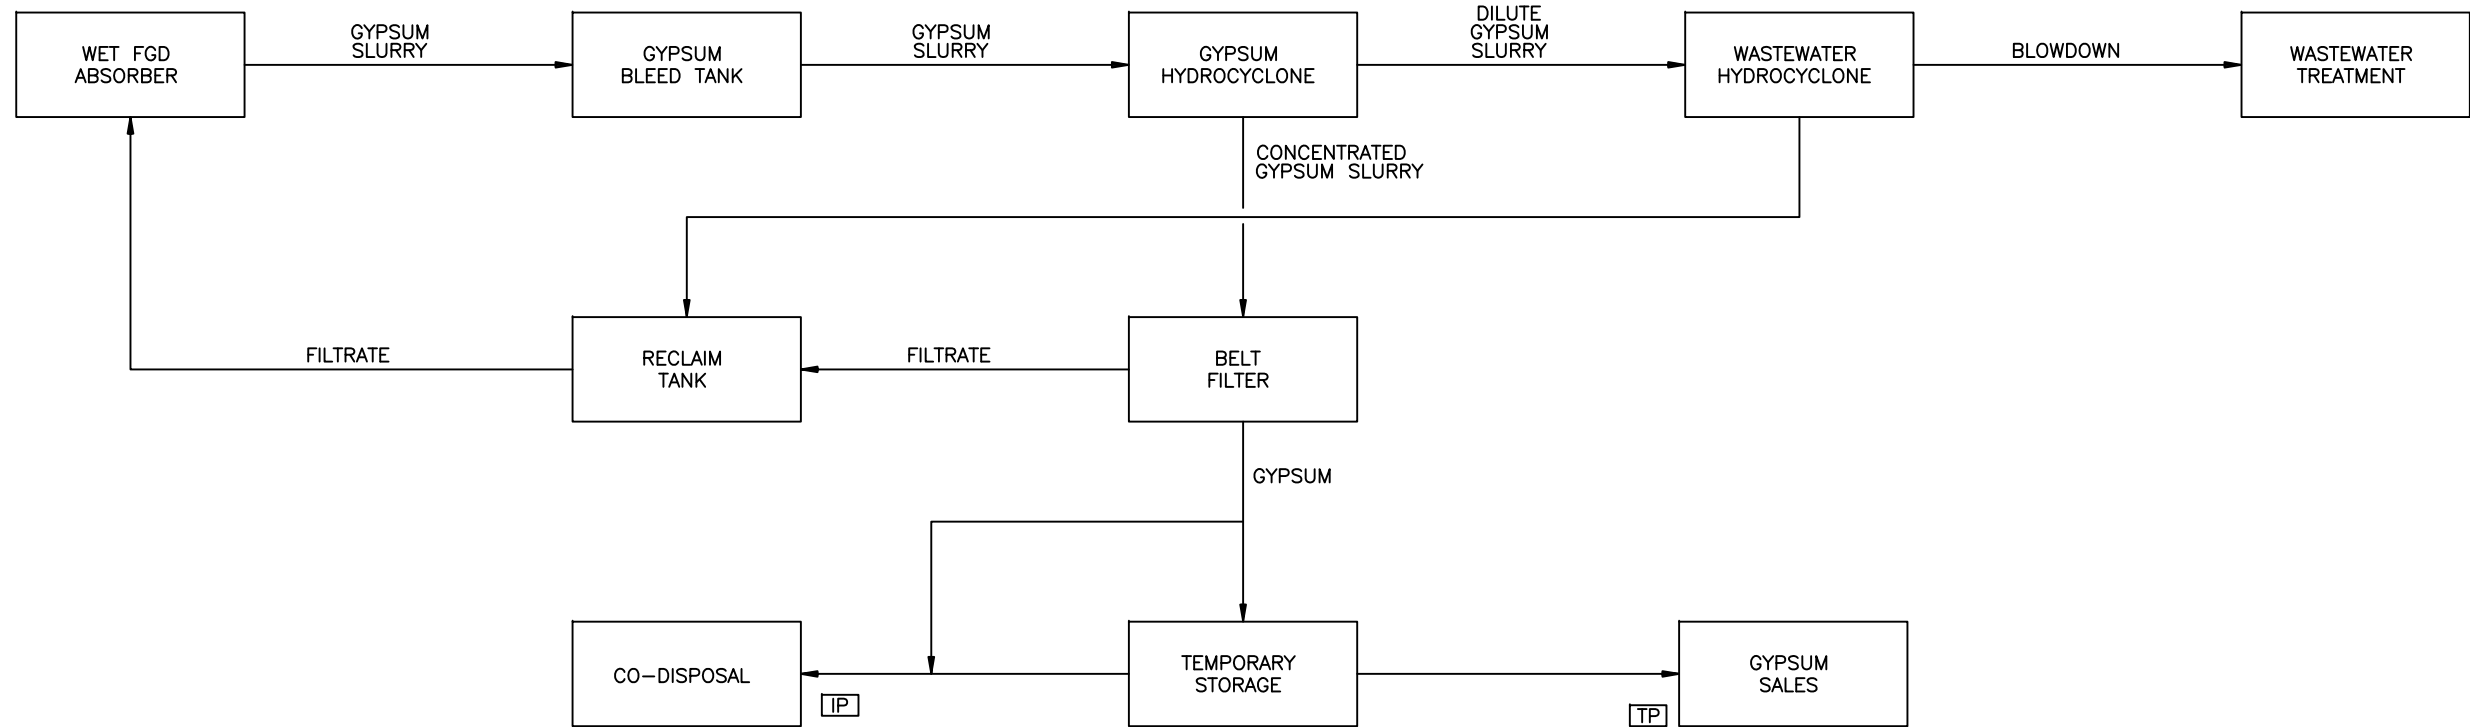 WET FGD
ABSORBER
GYPSUM
SLURRY
GYPSUM
BLEED TANK
GYPSUM
SLURRY
GYPSUM
HYDROCYCLONE
DILUTE
GYPSUM
SLURRY
WASTEWATER
HYDROCYCLONE
BLOWDOWN
WASTEWATER
TREATMENT
CONCENTRATED
GYPSUM SLURRY
FILTRATE
RECLAIM
TANK
FILTRATE
BELT
FILTER
GYPSUM
CO-DISPOSAL
IP
TEMPORARY
STORAGE
TP
GYPSUM
SALES